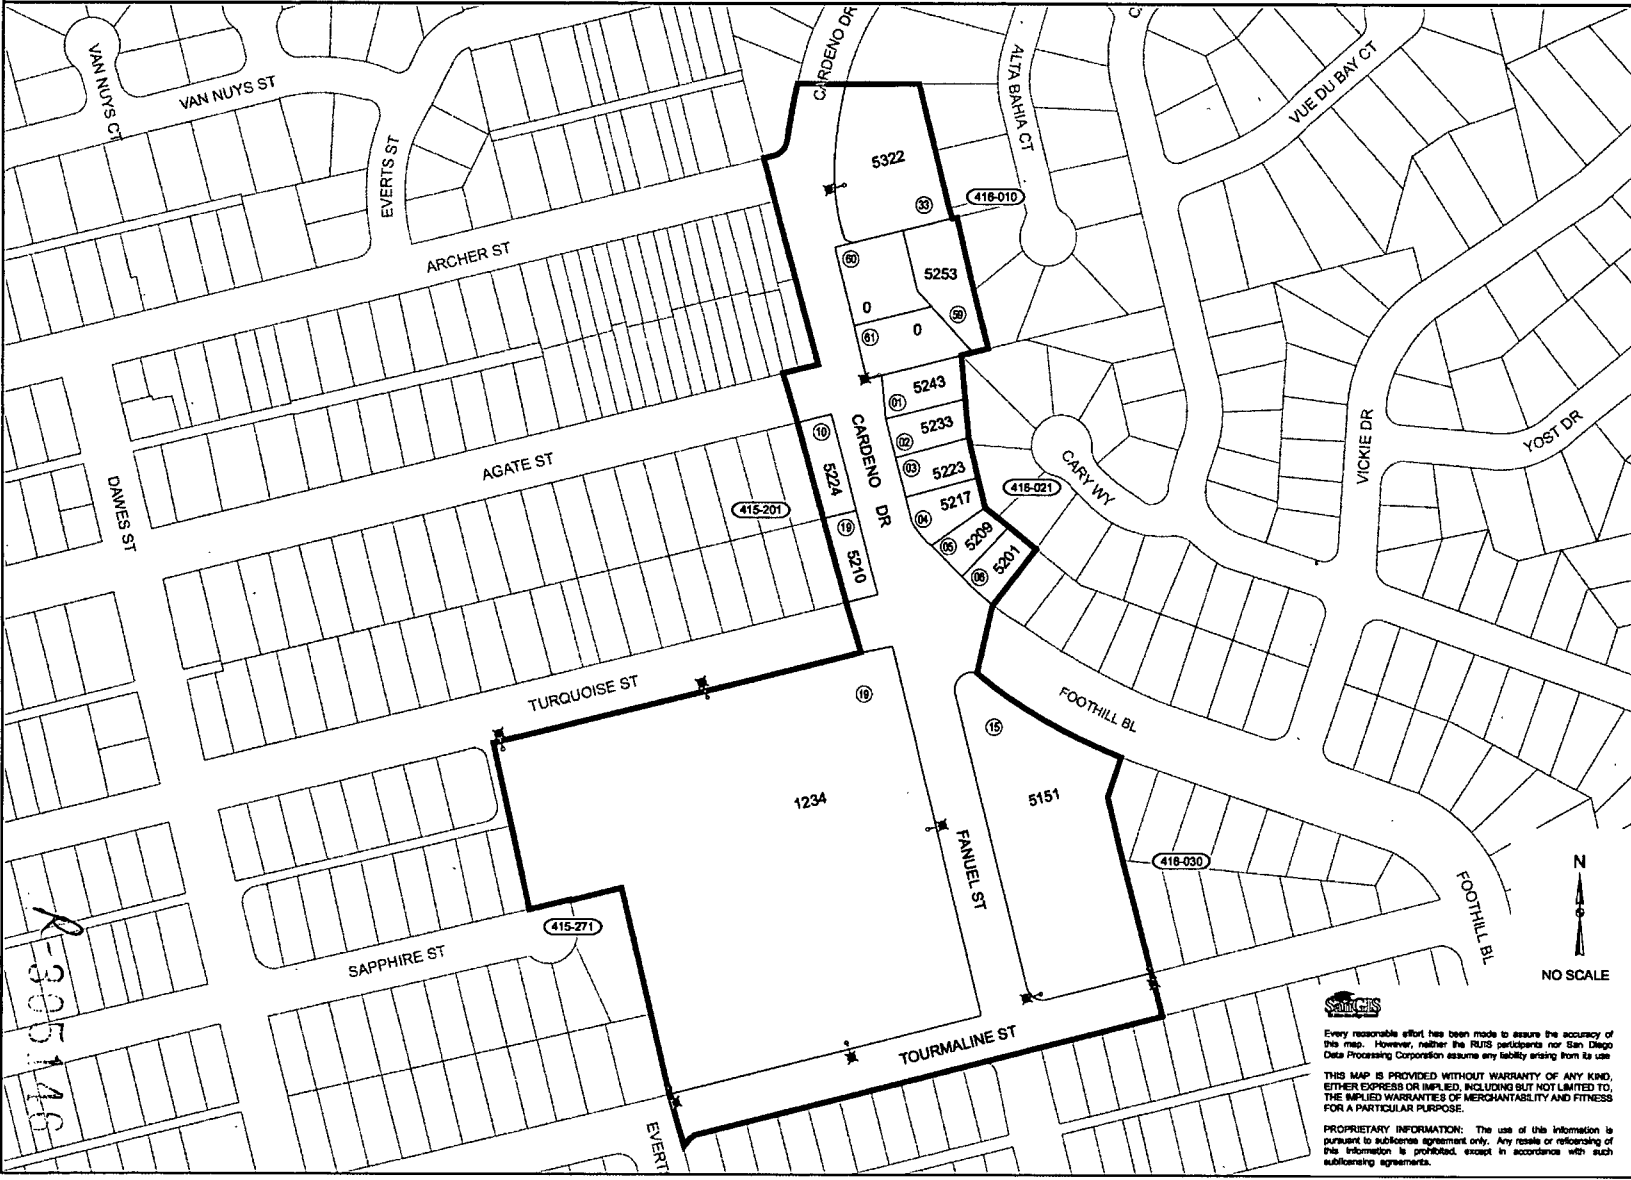 CARDENO DR
ALTA BAHIA CT
VUE DU BAY CT
VAN NUYS CT
VAN NUYS ST
EVERTS ST
5322
33
416-010
ARCHER ST
60
5253
0
59
61
0
5243
01
CARDENO DR
5233
02
10
5224
5223
03
VICKIE DR
YOST DR
AGATE ST
CARY WY
416-021
DAWES ST
415-201
5217
04
19
5210
5209
05
5201
06
TURQUOISE ST
19
FOOTHILL BL
15
1234
5151
FANUEL ST
416-030
FOOTHILL BL
N
415-271
SAPPHIRE ST
R-305146
NO SCALE
TOURMALINE ST
EVERT
SanGIS
Every reasonable effort has been made to assure the accuracy of
this map. However, neither the RUIS participants nor San Diego
Data Processing Corporation assume any liability arising from its use
THIS MAP IS PROVIDED WITHOUT WARRANTY OF ANY KIND,
EITHER EXPRESS OR IMPLIED, INCLUDING BUT NOT LIMITED TO,
THE IMPLIED WARRANTIES OF MERCHANTABILITY AND FITNESS
FOR A PARTICULAR PURPOSE.
PROPRIETARY INFORMATION: The use of this information is
pursuant to sublicense agreement only. Any resale or relicensing of
this information is prohibited, except in accordance with such
sublicensing agreements.